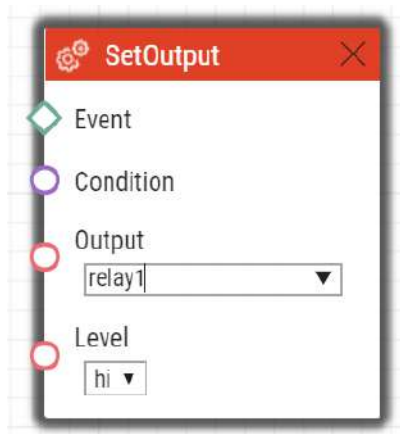 SetOutput
Event
Condition
Output
relay1
Level
hi